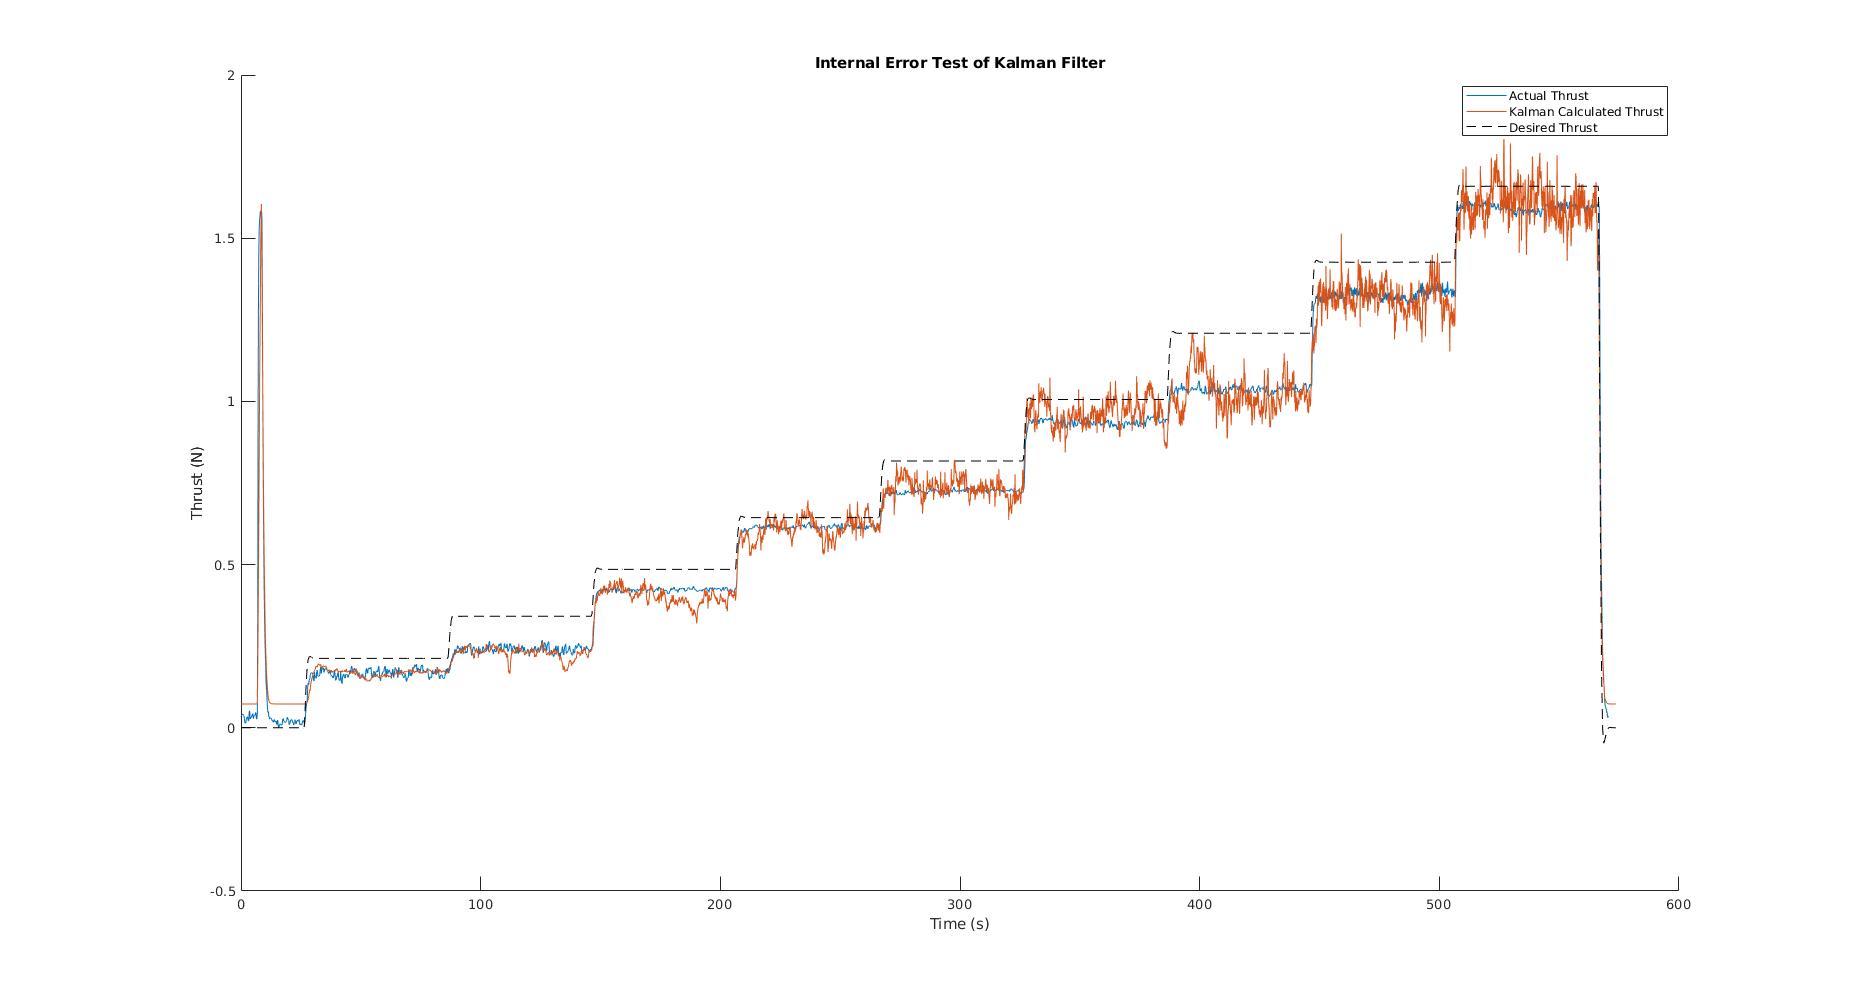 Internal Error Test of Kalman Filter
2
Actual Thrust
Kalman Calculated Thrust
Desired Thrust
1.5
1
Thrust (N)
0.5
0
-0.5
0 100 200 300 400 500 600
Time (s)